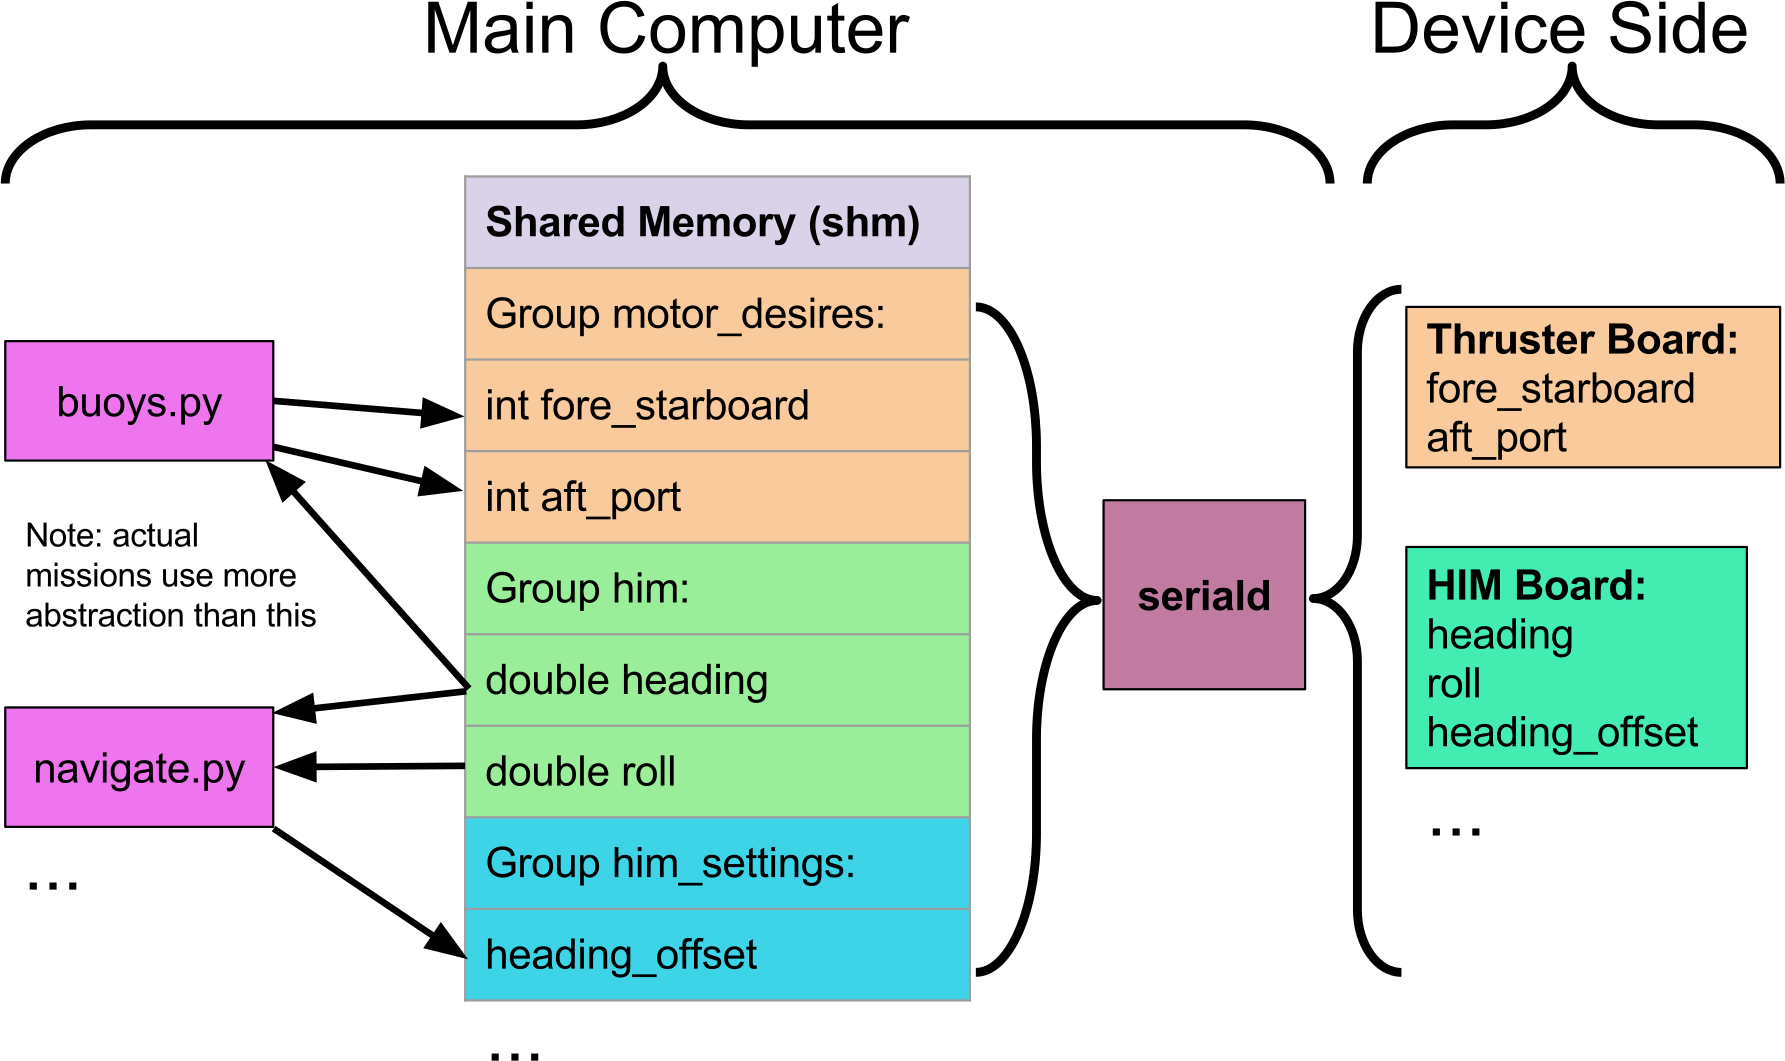 Main Computer
Device Side
Shared Memory (shm)
Group motor_desires:
int fore_starboard
int aft_port
Group him:
double heading
double roll
Group him_settings:
heading_offset
...
buoys.py
Note: actual
missions use more
abstraction than this
navigate.py
...
seriald
Thruster Board:
fore_starboard
aft_port
HIM Board:
heading
roll
heading_offset
...